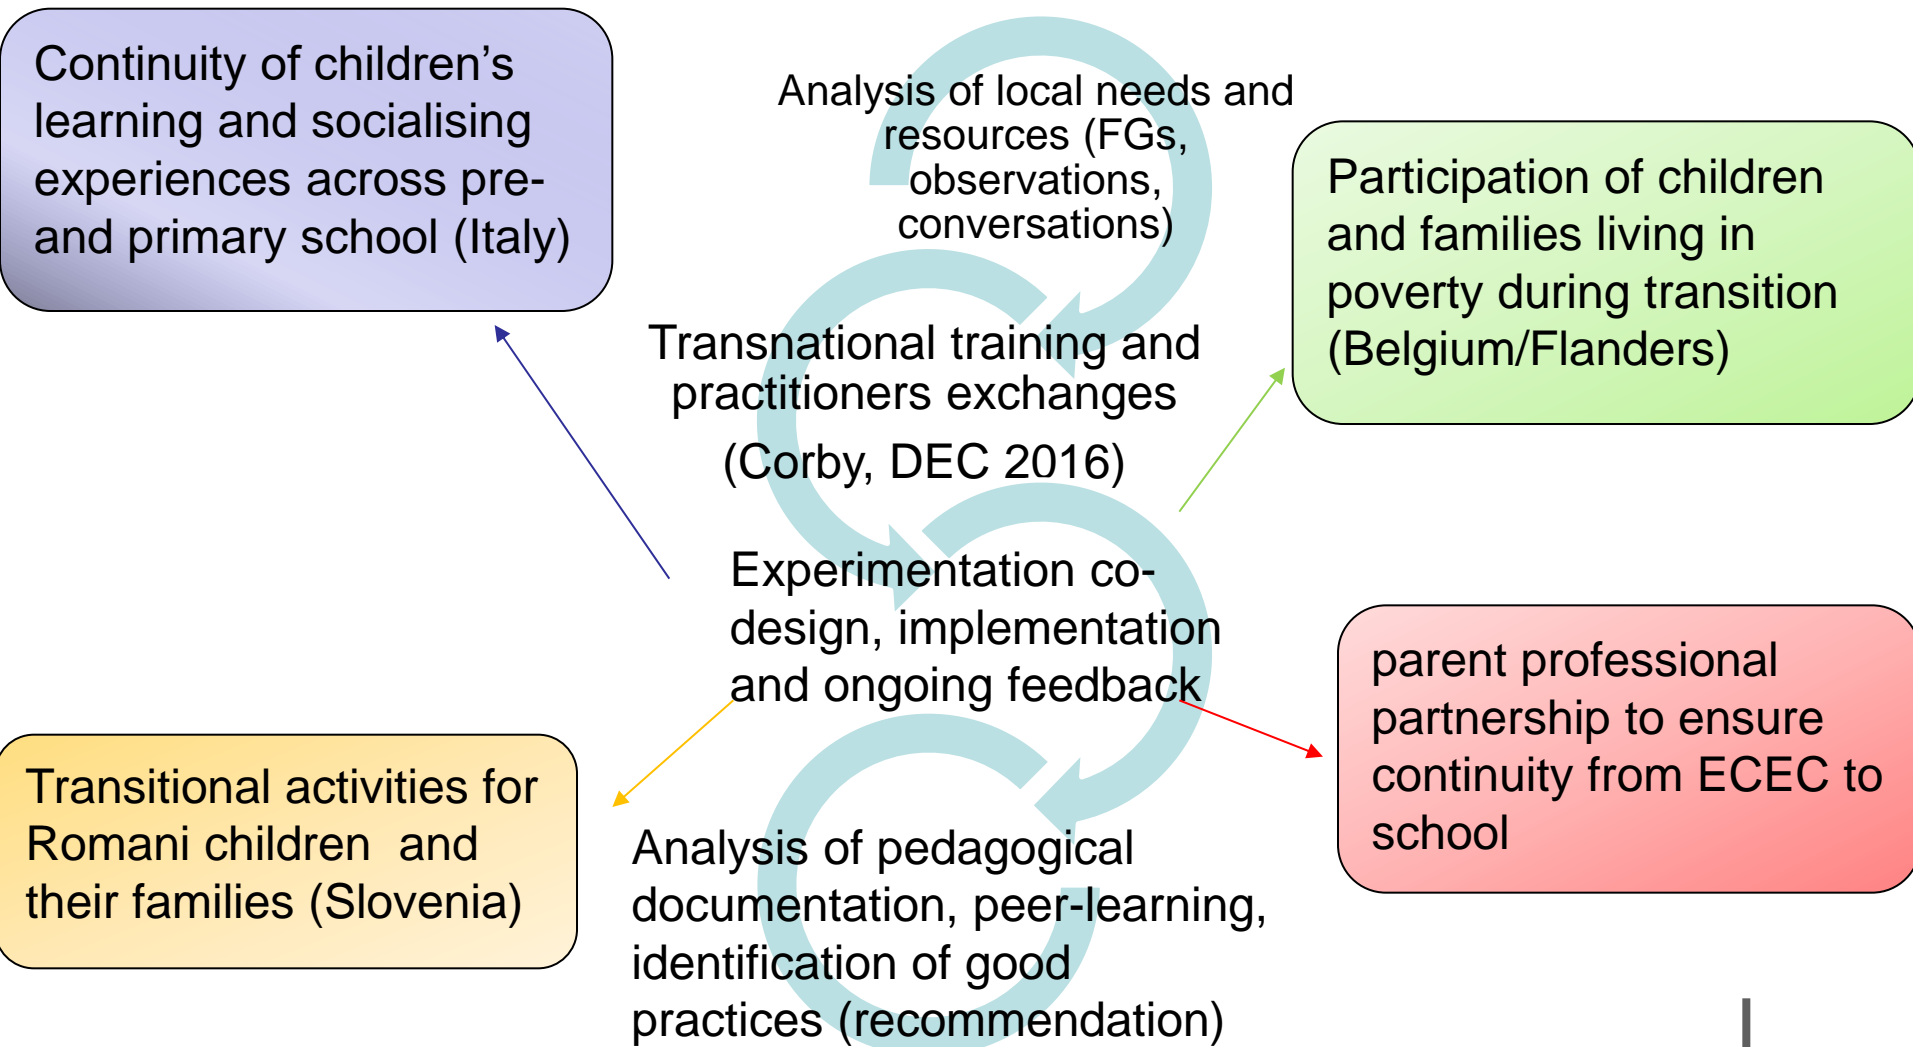 Continuity of children’s
learning and socialising
experiences across pre-
and primary school (Italy)
Analysis of local needs and
resources (FGs,
observations,
conversations)
Participation of children
and families living in
poverty during transition
(Belgium/Flanders)
Transnational training and
practitioners exchanges
(Corby, DEC 2016)
Experimentation co-
design, implementation
and ongoing feedback
parent professional
partnership to ensure
continuity from ECEC to
school
Transitional activities for
Romani children and
their families (Slovenia)
Analysis of pedagogical
documentation, peer-learning,
identification of good
practices (recommendation)